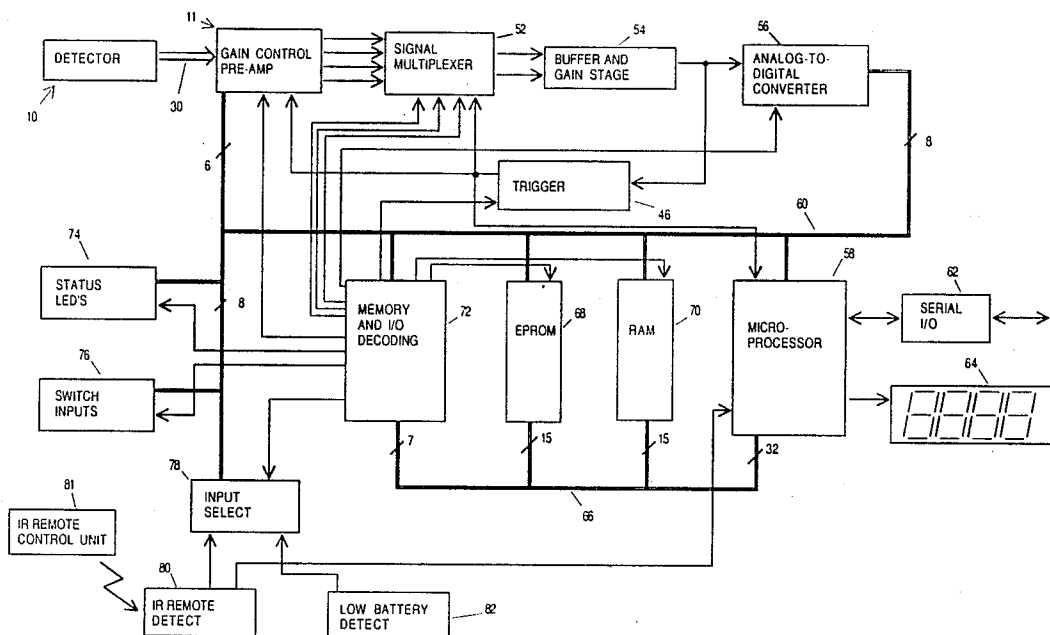 11
52
54
56
DETECTOR
GAIN CONTROL
PRE-AMP
SIGNAL
MULTIPLEXER
BUFFER AND
GAIN STAGE
ANALOG-TO-
DIGITAL
CONVERTER
10
30
6
8
TRIGGER
46
60
74
58
STATUS
LED'S
8
MEMORY
AND I/O
DECODING
72
EPROM
68
RAM
70
MICRO-
PROCESSOR
62
SERIAL
I/O
76
SWITCH
INPUTS
64
8888
7
15
15
32
78
INPUT
SELECT
66
81
IR REMOTE
CONTROL UNIT
80
IR REMOTE
DETECT
LOW BATTERY
DETECT
82